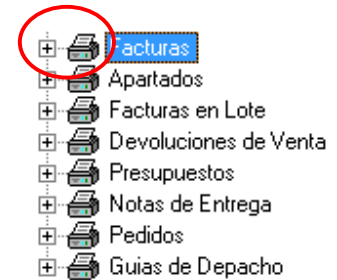 Facturas
Apartados
Facturas en Lote
Devoluciones de Venta
Presupuestos
Notas de Entrega
Pedidos
Guias de Depacho